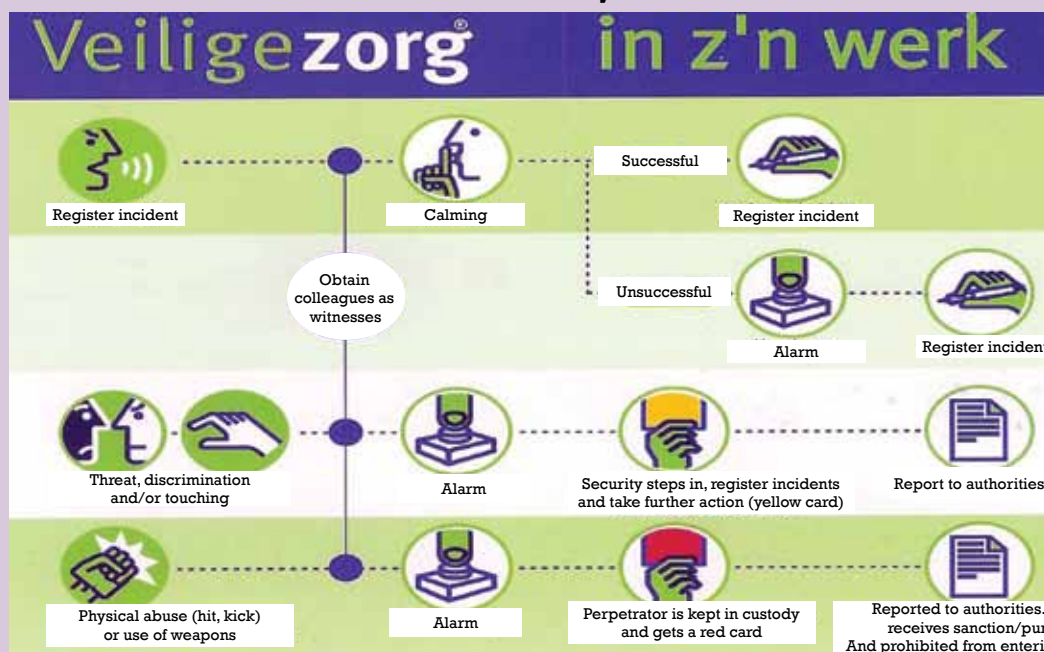 Veiligezorg® in z'n werk
Register incident
Calming
Successful
Register incident
Obtain
colleagues as
witnesses
Unsuccessful
Alarm
Register incident
Threat, discrimination
and/or touching
Alarm
Security steps in, register incidents
and take further action (yellow card)
Report to authorities
Physical abuse (hit, kick)
or use of weapons
Alarm
Perpetrator is kept in custody
and gets a red card
Reported to authorities.
receives sanction/
And prohibited from